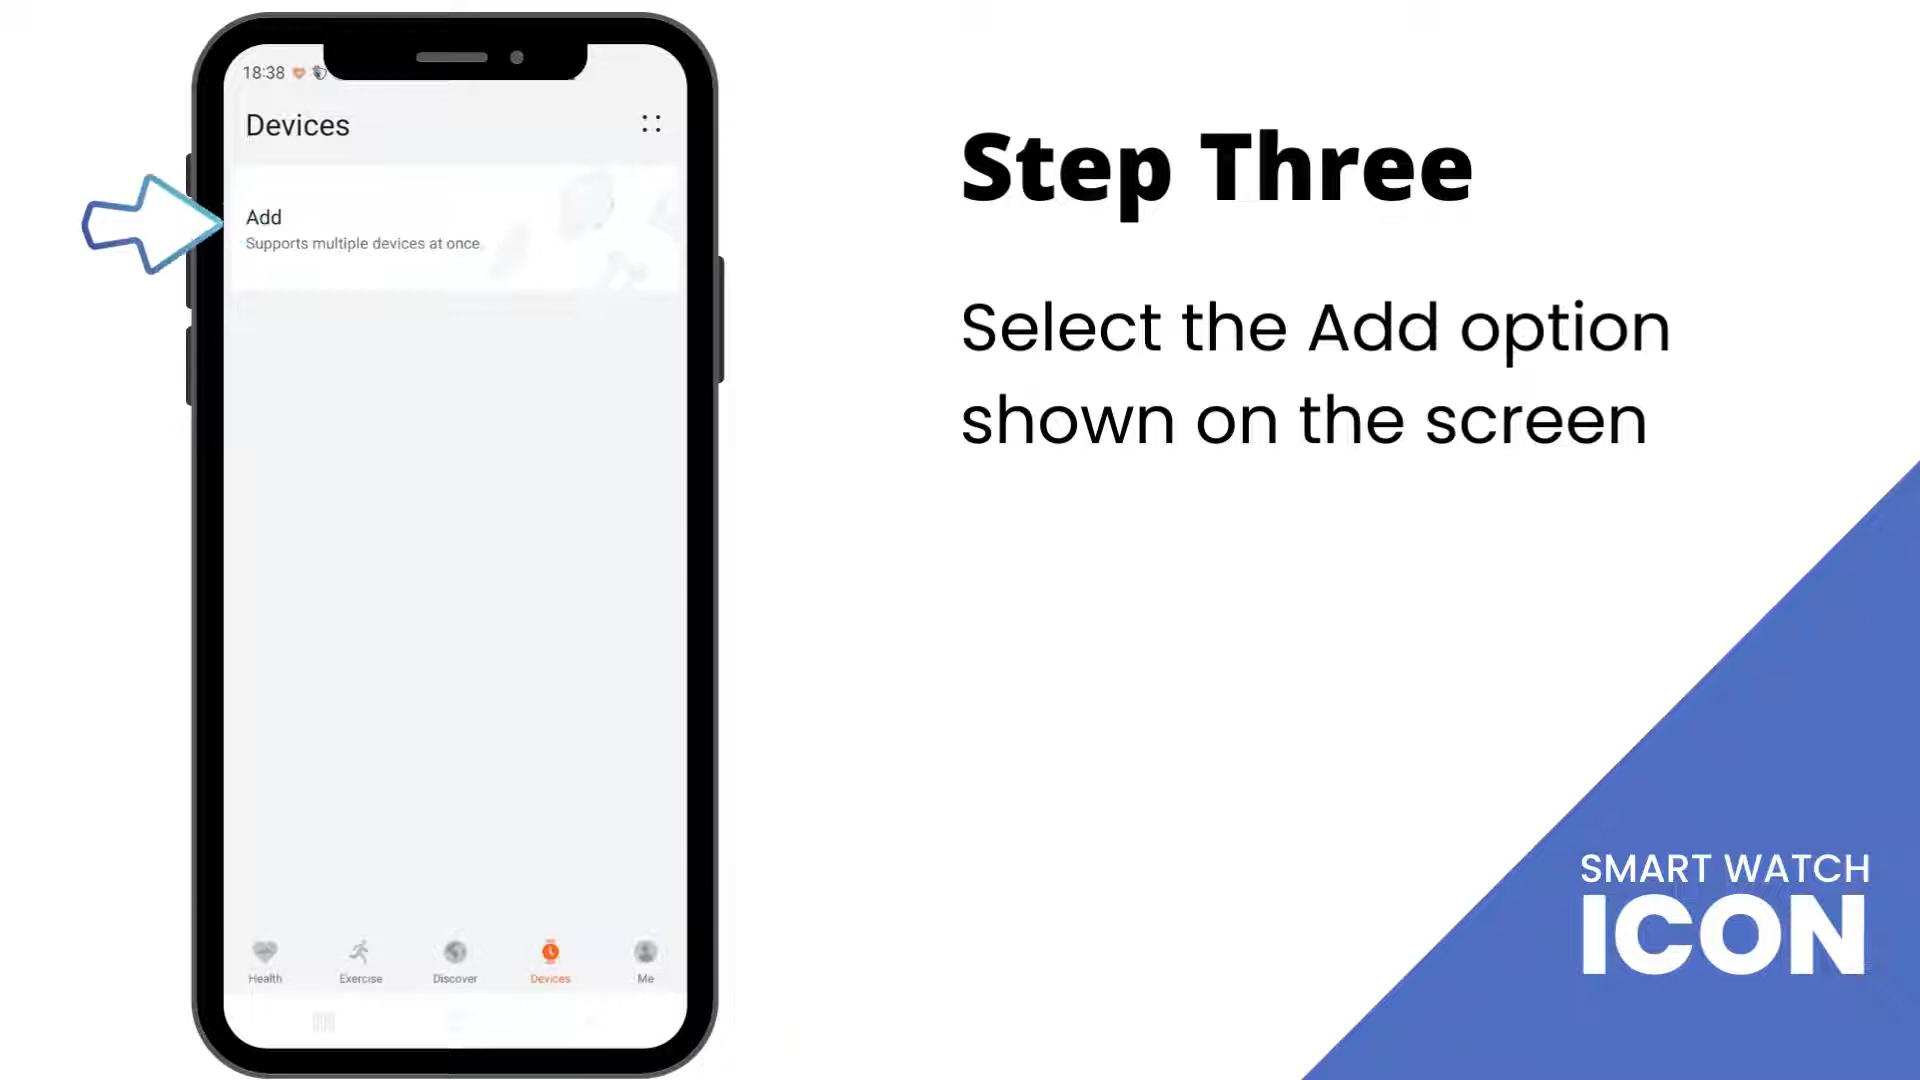 18:38
Devices
Add
Supports multiple devices at once
Health
Exercise
Discover
Devices
Me
Step Three
Select the Add option
shown on the screen
SMART WATCH
ICON